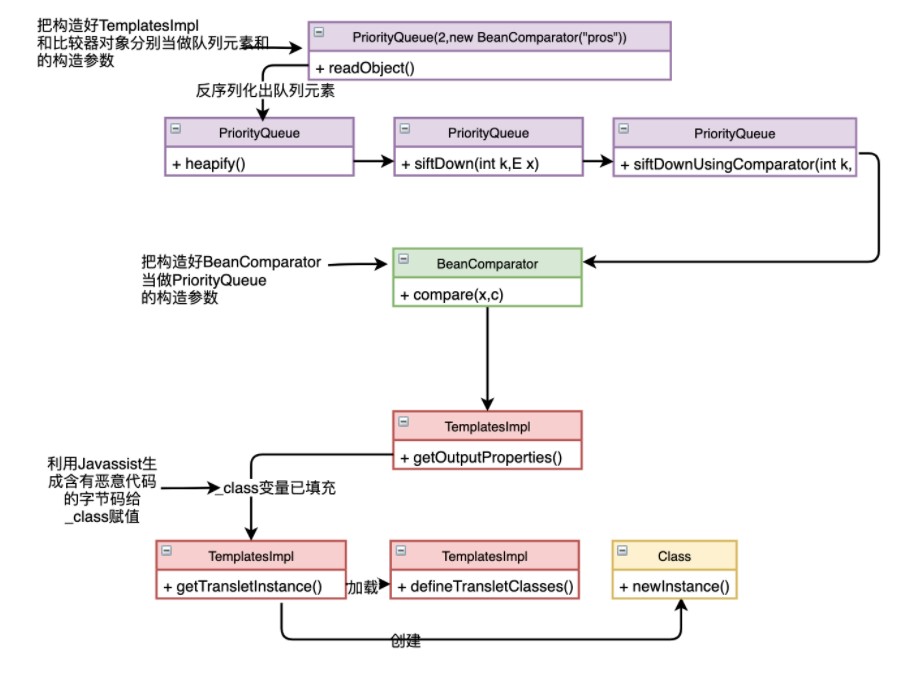 把构造好TemplatesImpl
和比较器对象分别当做队列元素和
的构造参数
PriorityQueue(2,new BeanComparator("pros"))
+ readObject()
反序列化出队列元素
PriorityQueue
+ heapify()
PriorityQueue
+ siftDown(int k,E x)
PriorityQueue
+ siftDownUsingComparator(int k,
把构造好BeanComparator
当做PriorityQueue
的构造参数
BeanComparator
+ compare(x,c)
TemplatesImpl
+ getOutputProperties()
利用Javassist生
成含有恶意代码
的字节码给
_class赋值
_class变量已填充
TemplatesImpl
+ getTransletInstance()
加载
TemplatesImpl
+ defineTransletClasses()
Class
+ newInstance()
创建